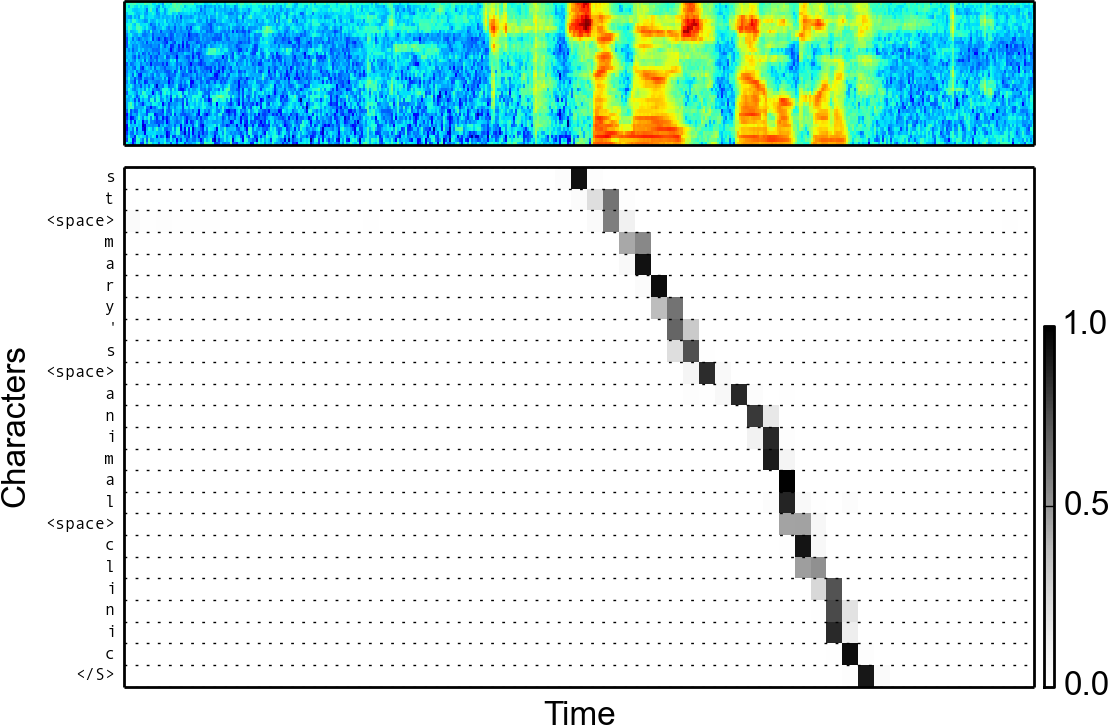 s
t
<space>
m
a
r
y
'
s
<space>
a
n
i
m
a
l
<space>
c
l
i
n
i
c
</S>
Characters
Time
1.0
0.5
0.0